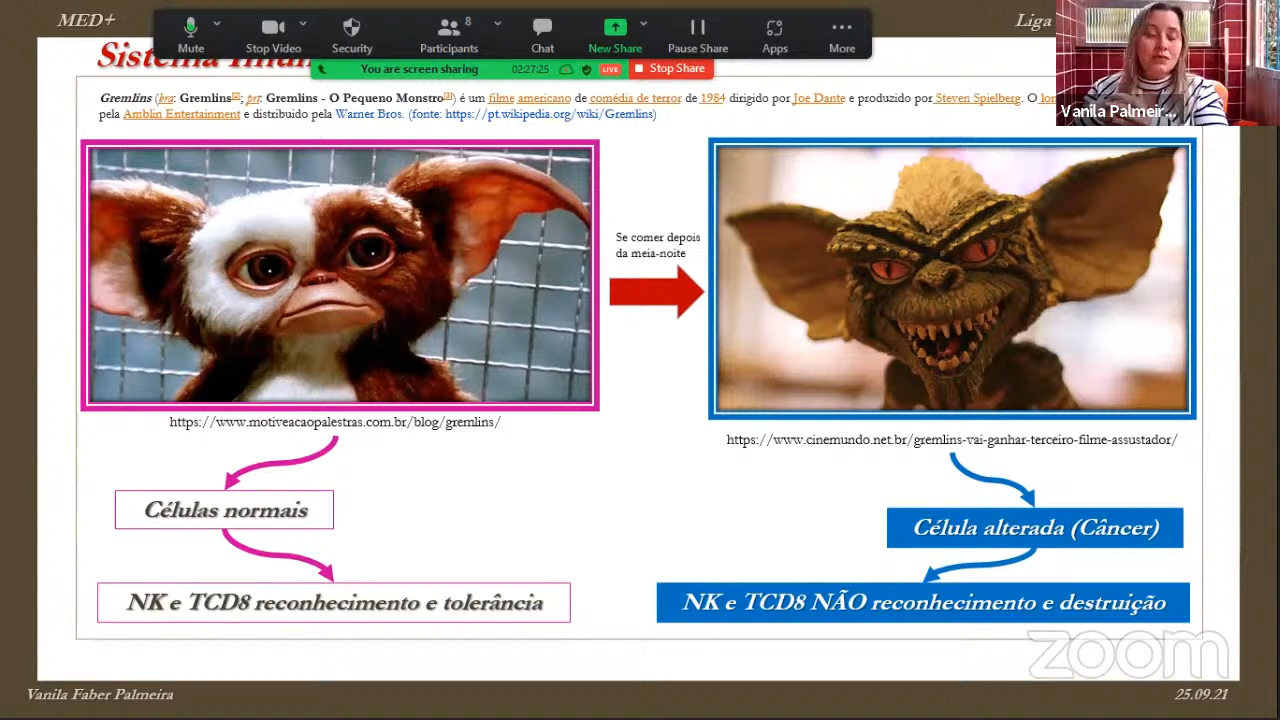 MED+
Liga
Mute
Stop Video
Security
8
Participants
Chat
New Share
Pause Share
Apps
More
You are screen sharing
02:27:25
LIVE
Stop Share
Vanila Palmeir...
Gremlins (bra: Gremlins[2]; prt: Gremlins - O Pequeno Monstro[3]) é um filme americano de comédia de terror de 1984 dirigido por Joe Dante e produzido por Steven Spielberg. O
pela Amblin Entertainment e distribuido pela Warner Bros. (fonte: https://pt.wikipedia.org/wiki/Gremlins)
Se comer depois
da meia-noite
https://www.motiveacaopalestras.com.br/blog/gremlins/
https://www.cinemundo.net.br/gremlins-vai-ganhar-terceiro-filme-assustador/
Células normais
Célula alterada (Câncer)
NK e TCD8 reconhecimento e tolerância
NK e TCD8 NÃO reconhecimento e destruição
zoom
Vanila Faber Palmeira
25.09.21